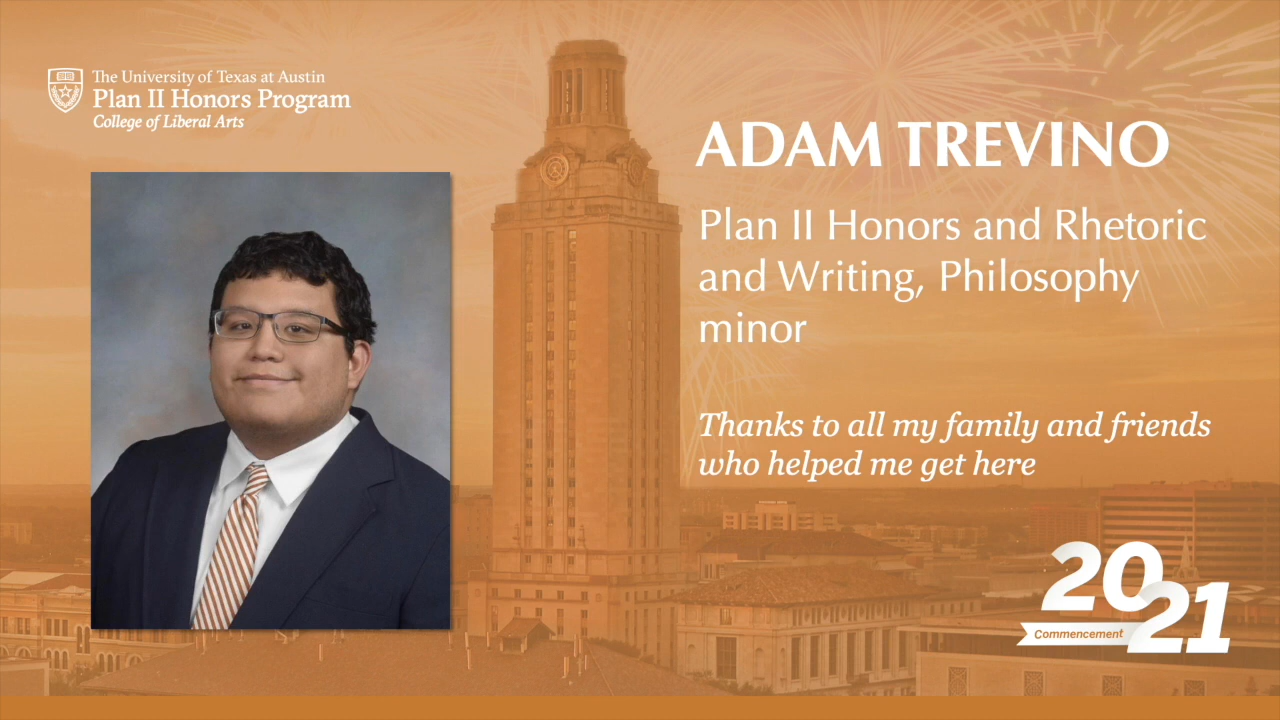 The University of Texas at Austin
Plan II Honors Program
College of Liberal Arts
ADAM TREVINO
Plan II Honors and Rhetoric
and Writing, Philosophy
minor
Thanks to all my family and friends
who helped me get here
2021
Commencement